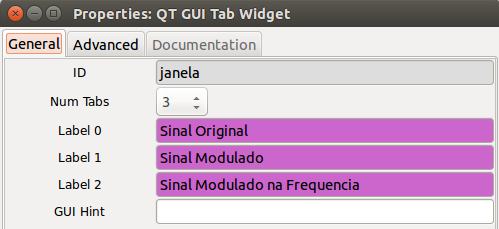 Properties: QT GUI Tab Widget
General Advanced Documentation
ID janela
Num Tabs 3
Label 0 Sinal Original
Label 1 Sinal Modulado
Label 2 Sinal Modulado na Frequencia
GUI Hint